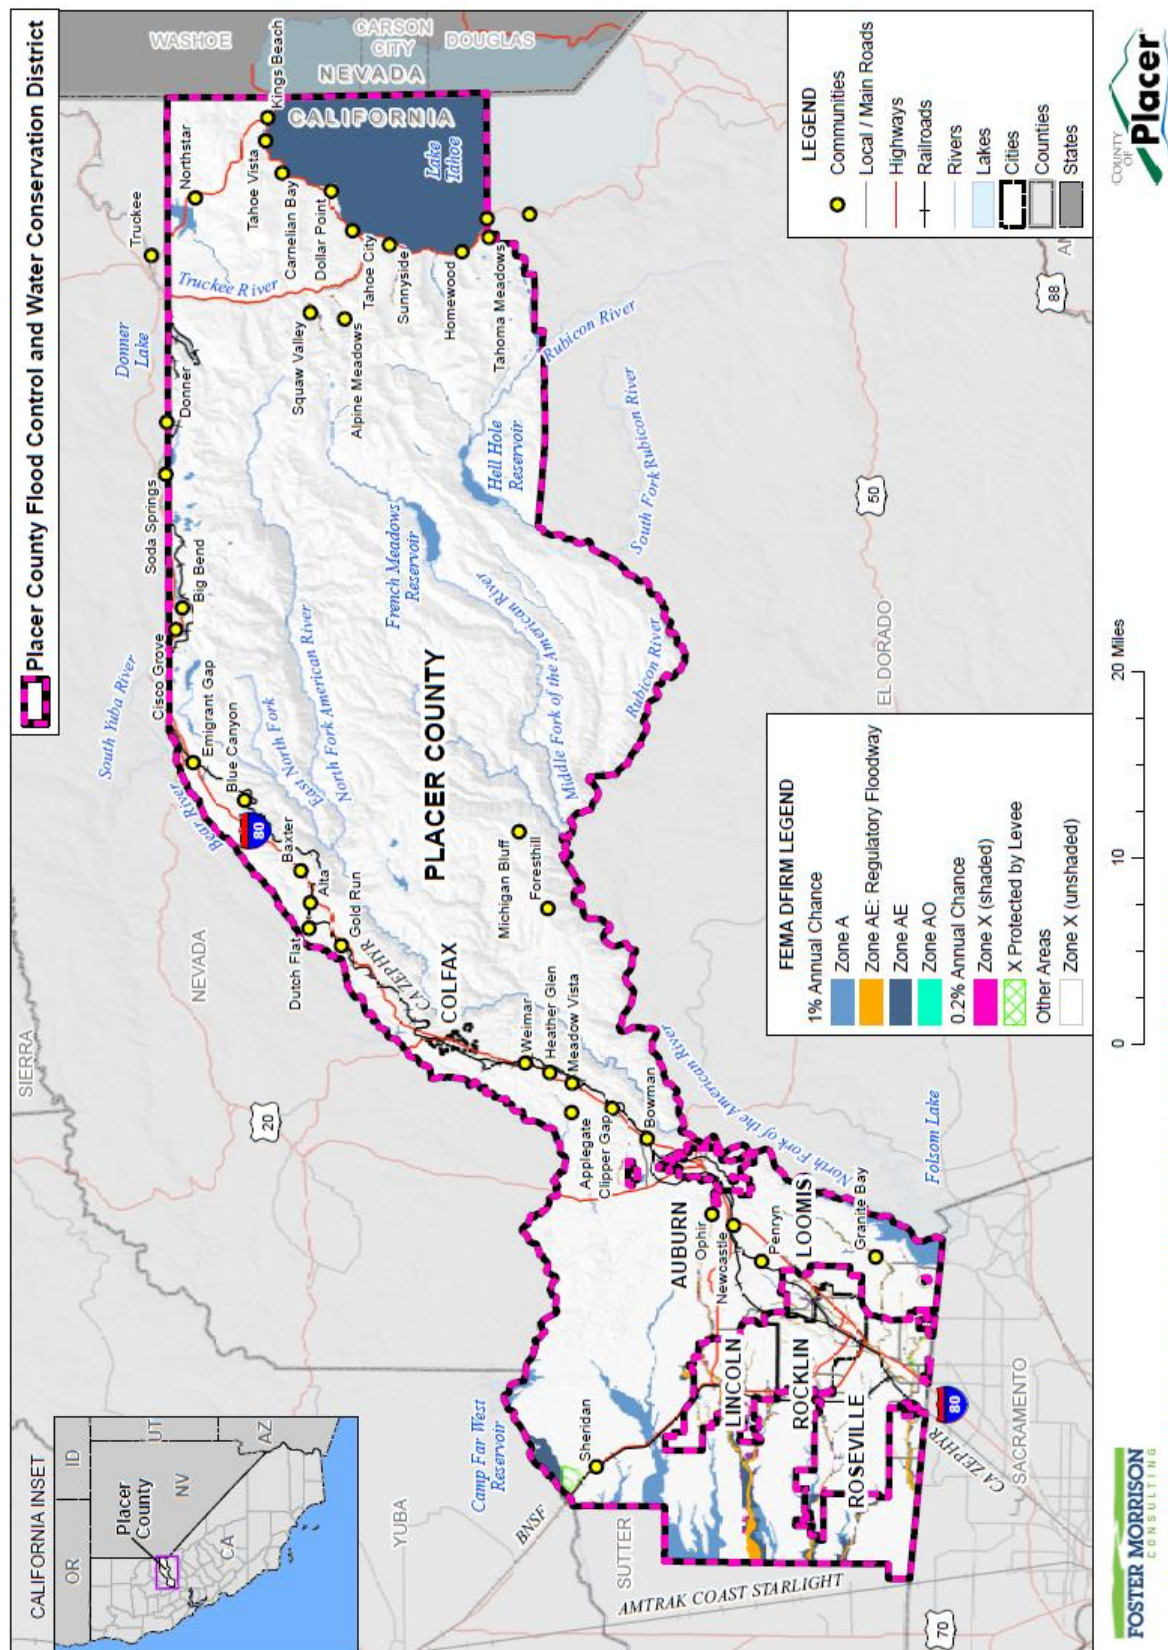 Placer County Flood Control and Water Conservation District
CALIFORNIA INSET
OR
ID
UT
NV
AZ
CA
Placer
County
SIERRA
NEVADA
YUBA
SUTTER
SACRAMENTO
EL DORADO
WASHOE
CARSON
CITY
DOUGLAS
NEVADA
CALIFORNIA
20
80
80
70
50
88
South Yuba River
Bear River
Donner
Lake
Truckee
Truckee River
Northstar
Kings Beach
Tahoe Vista
Carnelian Bay
Dollar Point
Tahoe City
Sunnyside
Homewood
Tahoma Meadows
Lake
Tahoe
Squaw Valley
Alpine Meadows
Donner
Soda Springs
Big Bend
Cisco Grove
Emigrant Gap
Blue Canyon
Baxter
Alta
Dutch Flat
Gold Run
CA ZEPHYR
COLFAX
East North Fork
North Fork American River
French Meadows
Reservoir
Hell Hole
Reservoir
Rubicon River
South Fork Rubicon River
Middle Fork of the American River
Rubicon River
PLACER COUNTY
Michigan Bluff
Foresthill
Weimar
Heather Glen
Meadow Vista
Applegate
Clipper Gap
Bowman
North Fork of the American River
Camp Far West
Reservoir
Sheridan
BNSF
AMTRAK COAST STARLIGHT
AUBURN
Ophir
Newcastle
Penryn
LOOMIS
Granite Bay
Folsom Lake
LINCOLN
ROCKLIN
ROSEVILLE
CA ZEPHYR
FEMA DFIRM LEGEND
1% Annual Chance
Zone A
Zone AE: Regulatory Floodway
Zone AE
Zone AO
0.2% Annual Chance
Zone X (shaded)
X Protected by Levee
Other Areas
Zone X (unshaded)
LEGEND
Communities
Local / Main Roads
Highways
Railroads
Rivers
Lakes
Cities
Counties
States
0 10 20 Miles
FOSTER MORRISON
CONSULTING
COUNTY
OF
Placer